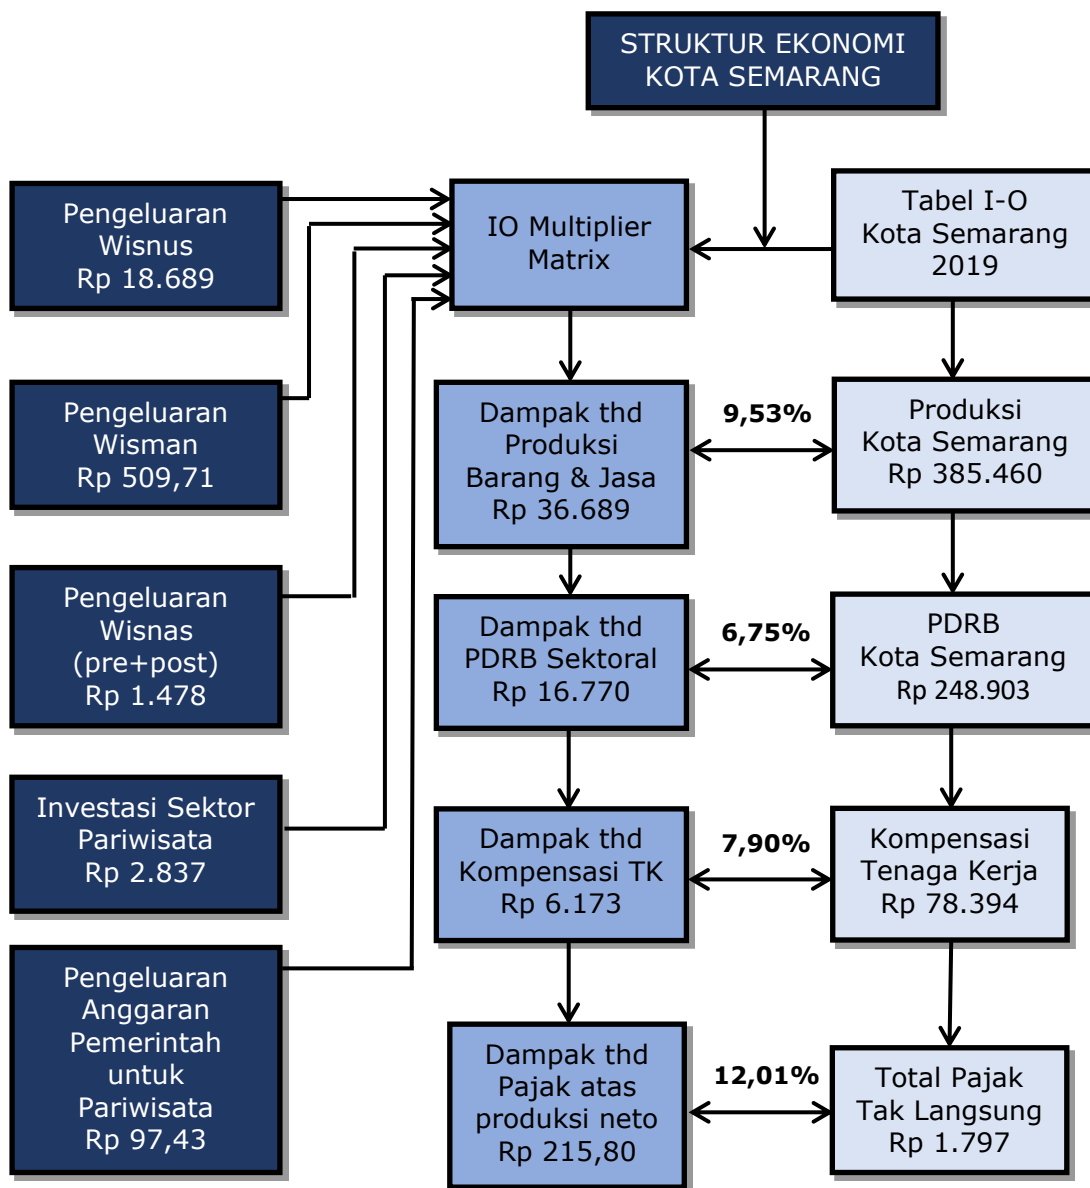 STRUKTUR EKONOMI
KOTA SEMARANG
Pengeluaran
Wisnus
Rp 18.689
IO Multiplier
Matrix
Tabel I-O
Kota Semarang
2019
Pengeluaran
Wisman
Rp 509,71
Dampak thd
Produksi
Barang & Jasa
Rp 36.689
9,53%
Produksi
Kota Semarang
Rp 385.460
Pengeluaran
Wisnas
(pre+post)
Rp 1.478
Dampak thd
PDRB Sektoral
Rp 16.770
6,75%
PDRB
Kota Semarang
Rp 248.903
Investasi Sektor
Pariwisata
Rp 2.837
Dampak thd
Kompensasi TK
Rp 6.173
7,90%
Kompensasi
Tenaga Kerja
Rp 78.394
Pengeluaran
Anggaran
Pemerintah
untuk
Pariwisata
Rp 97,43
Dampak thd
Pajak atas
produksi neto
Rp 215,80
12,01%
Total Pajak
Tak Langsung
Rp 1.797